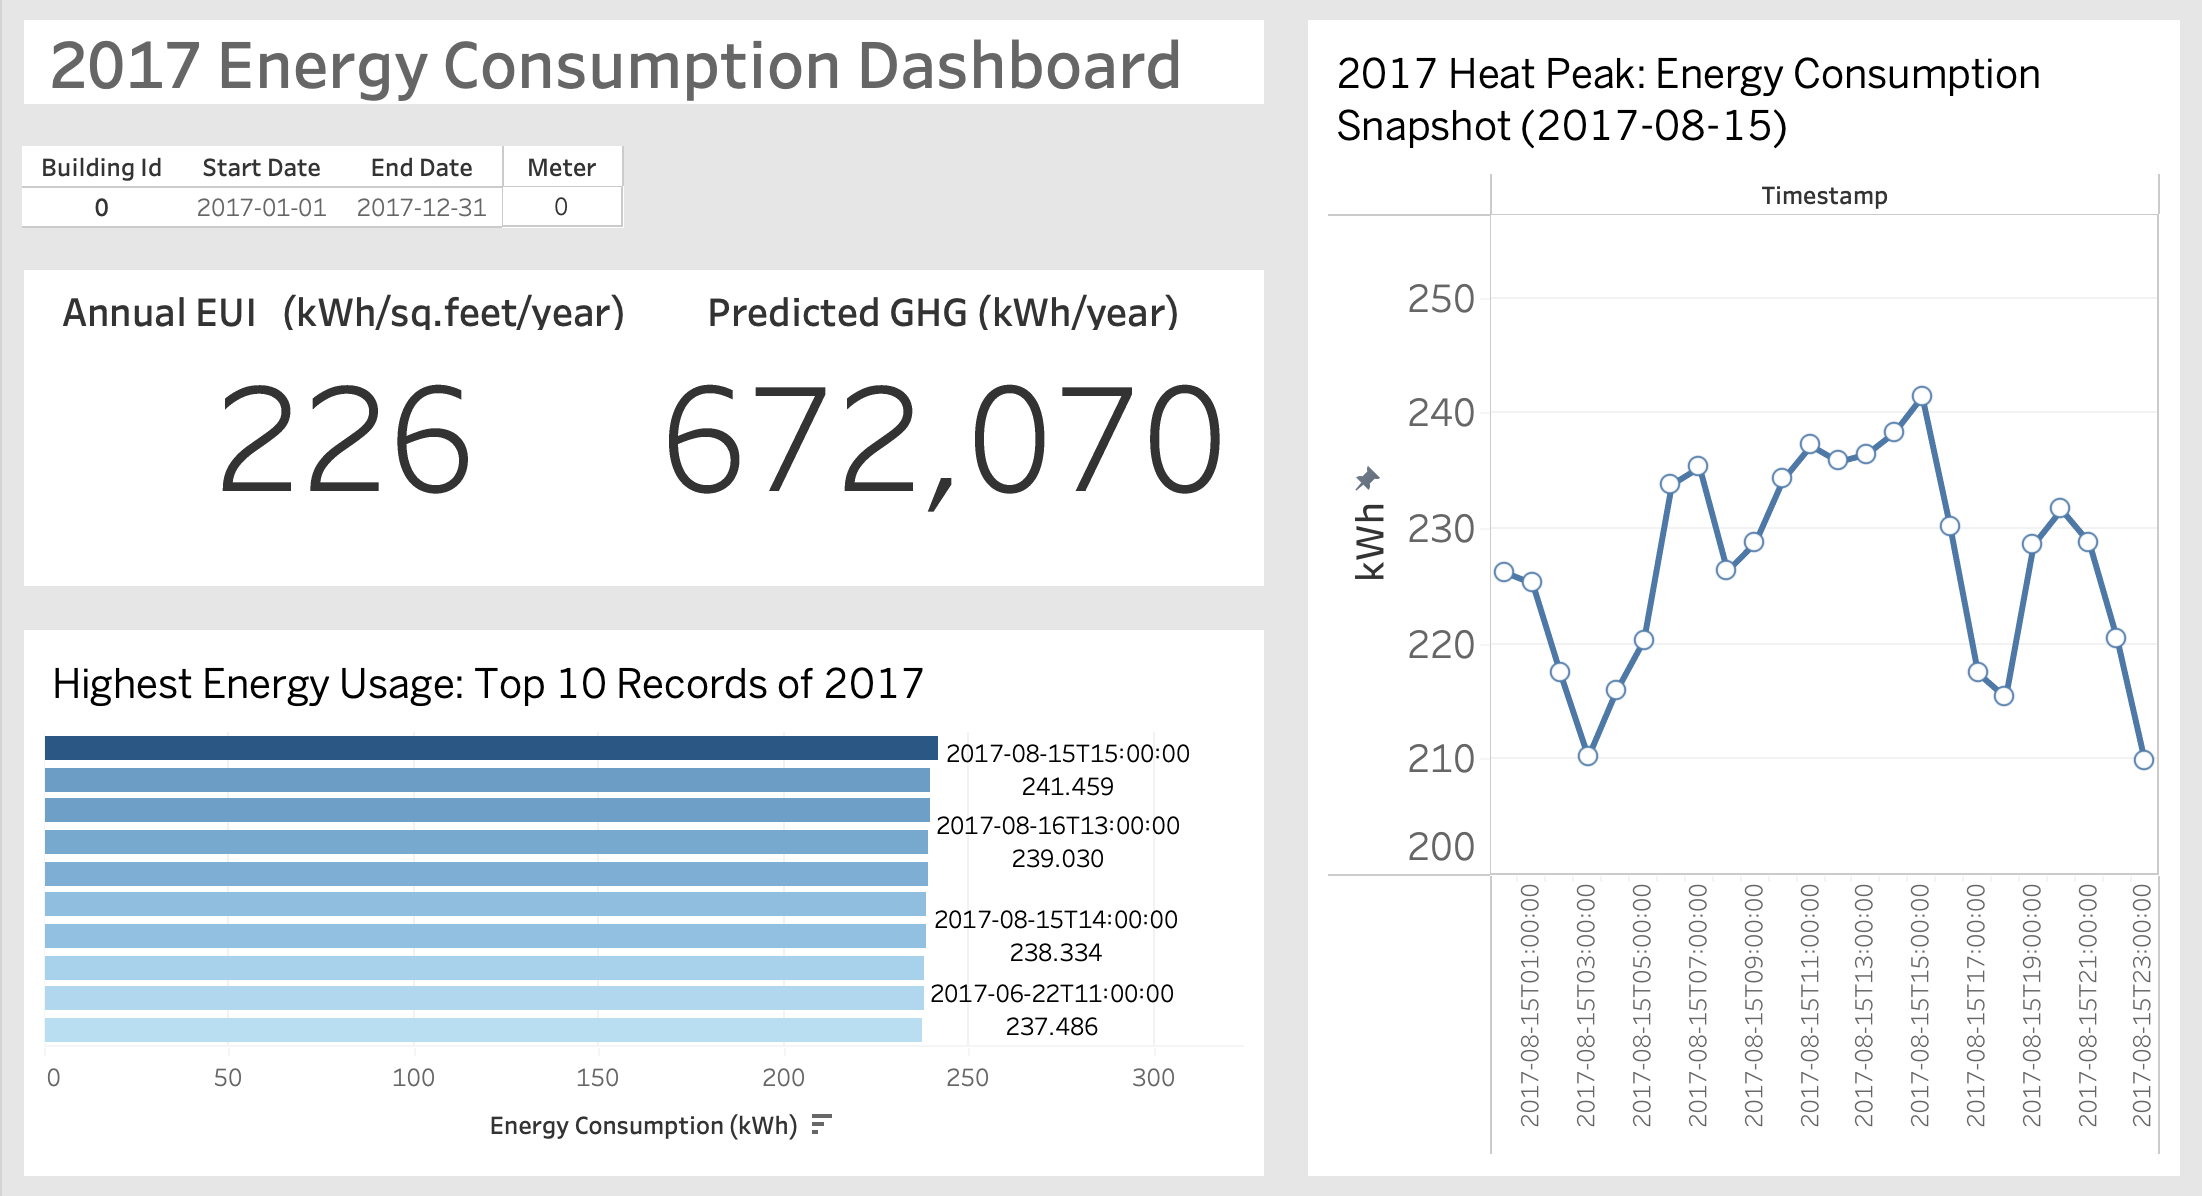 2017 Energy Consumption Dashboard
Building Id Start Date End Date Meter
0 2017-01-01 2017-12-31 0
Annual EUI (kWh/sq.feet/year) Predicted GHG (kWh/year)
226 672,070
Highest Energy Usage: Top 10 Records of 2017
2017-08-15T15:00:00
241.459
2017-08-16T13:00:00
239.030
2017-08-15T14:00:00
238.334
2017-06-22T11:00:00
237.486
0 50 100 150 200 250 300
Energy Consumption (kWh)
2017 Heat Peak: Energy Consumption
Snapshot (2017-08-15)
Timestamp
kWh
250
240
230
220
210
200
2017-08-15T01:00:00
2017-08-15T03:00:00
2017-08-15T05:00:00
2017-08-15T07:00:00
2017-08-15T09:00:00
2017-08-15T11:00:00
2017-08-15T13:00:00
2017-08-15T15:00:00
2017-08-15T17:00:00
2017-08-15T19:00:00
2017-08-15T21:00:00
2017-08-15T23:00:00